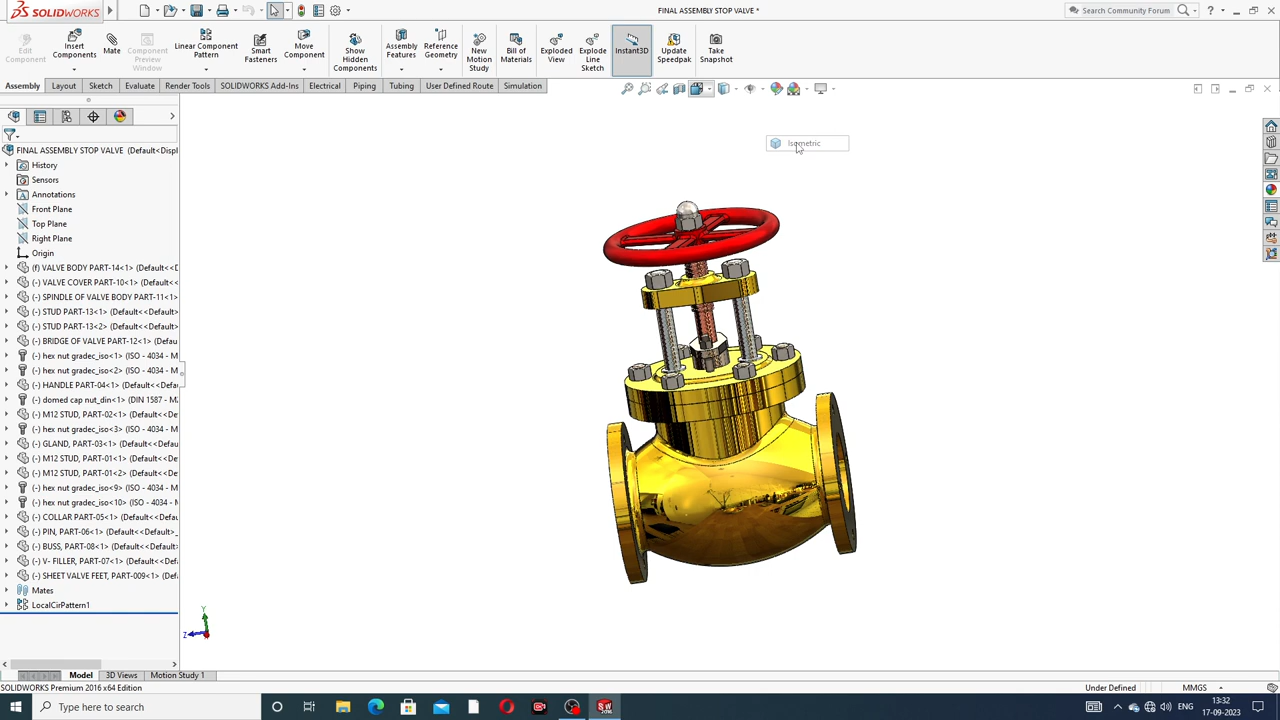 SOLIDWORKS
FINAL ASSEMBLY STOP VALVE *
Search Community Forum
Edit Component
Insert Components
Mate
Component Preview Window
Linear Component Pattern
Smart Fasteners
Move Component
Show Hidden Components
Assembly Features
Reference Geometry
New Motion Study
Bill of Materials
Exploded View
Explode Line Sketch
Instant3D
Update Speedpak
Take Snapshot
Assembly Layout Sketch Evaluate Render Tools SOLIDWORKS Add-Ins Electrical Piping Tubing User Defined Route Simulation
Isometric
FINAL ASSEMBLY STOP VALVE (Default<Displ
History
Sensors
Annotations
Front Plane
Top Plane
Right Plane
Origin
(f) VALVE BODY PART-14<1> (Default<<D
(-) VALVE COVER PART-10<1> (Default<<
(-) SPINDLE OF VALVE BODY PART-11<1>
(-) STUD PART-13<1> (Default<<Default>
(-) STUD PART-13<2> (Default<<Default>
(-) BRIDGE OF VALVE PART-12<1> (Default
(-) hex nut gradec_iso<1> (ISO - 4034 - M
(-) hex nut gradec_iso<2> (ISO - 4034 - M
(-) HANDLE PART-04<1> (Default<<Defau
(-) domed cap nut_din<1> (DIN 1587 - M
(-) M12 STUD, PART-02<1> (Default<<De
(-) hex nut gradec_iso<3> (ISO - 4034 - M
(-) GLAND, PART-03<1> (Default<<Defaul
(-) M12 STUD, PART-01<1> (Default<<De
(-) M12 STUD, PART-01<2> (Default<<De
(-) hex nut gradec_iso<9> (ISO - 4034 - M
(-) hex nut gradec_iso<10> (ISO - 4034 -
(-) COLLAR PART-05<1> (Default<<Defau
(-) PIN, PART-06<1> (Default<<Default>_
(-) BUSS, PART-08<1> (Default<<Default>
(-) V- FILLER, PART-07<1> (Default<<Def
(-) SHEET VALVE FEET, PART-009<1> (Def
Mates
LocalCirPattern1
Y
Z
Model 3D Views Motion Study 1
SOLIDWORKS Premium 2016 x64 Edition
Under Defined
MMGS
Type here to search
ENG
13:32
17-09-2023